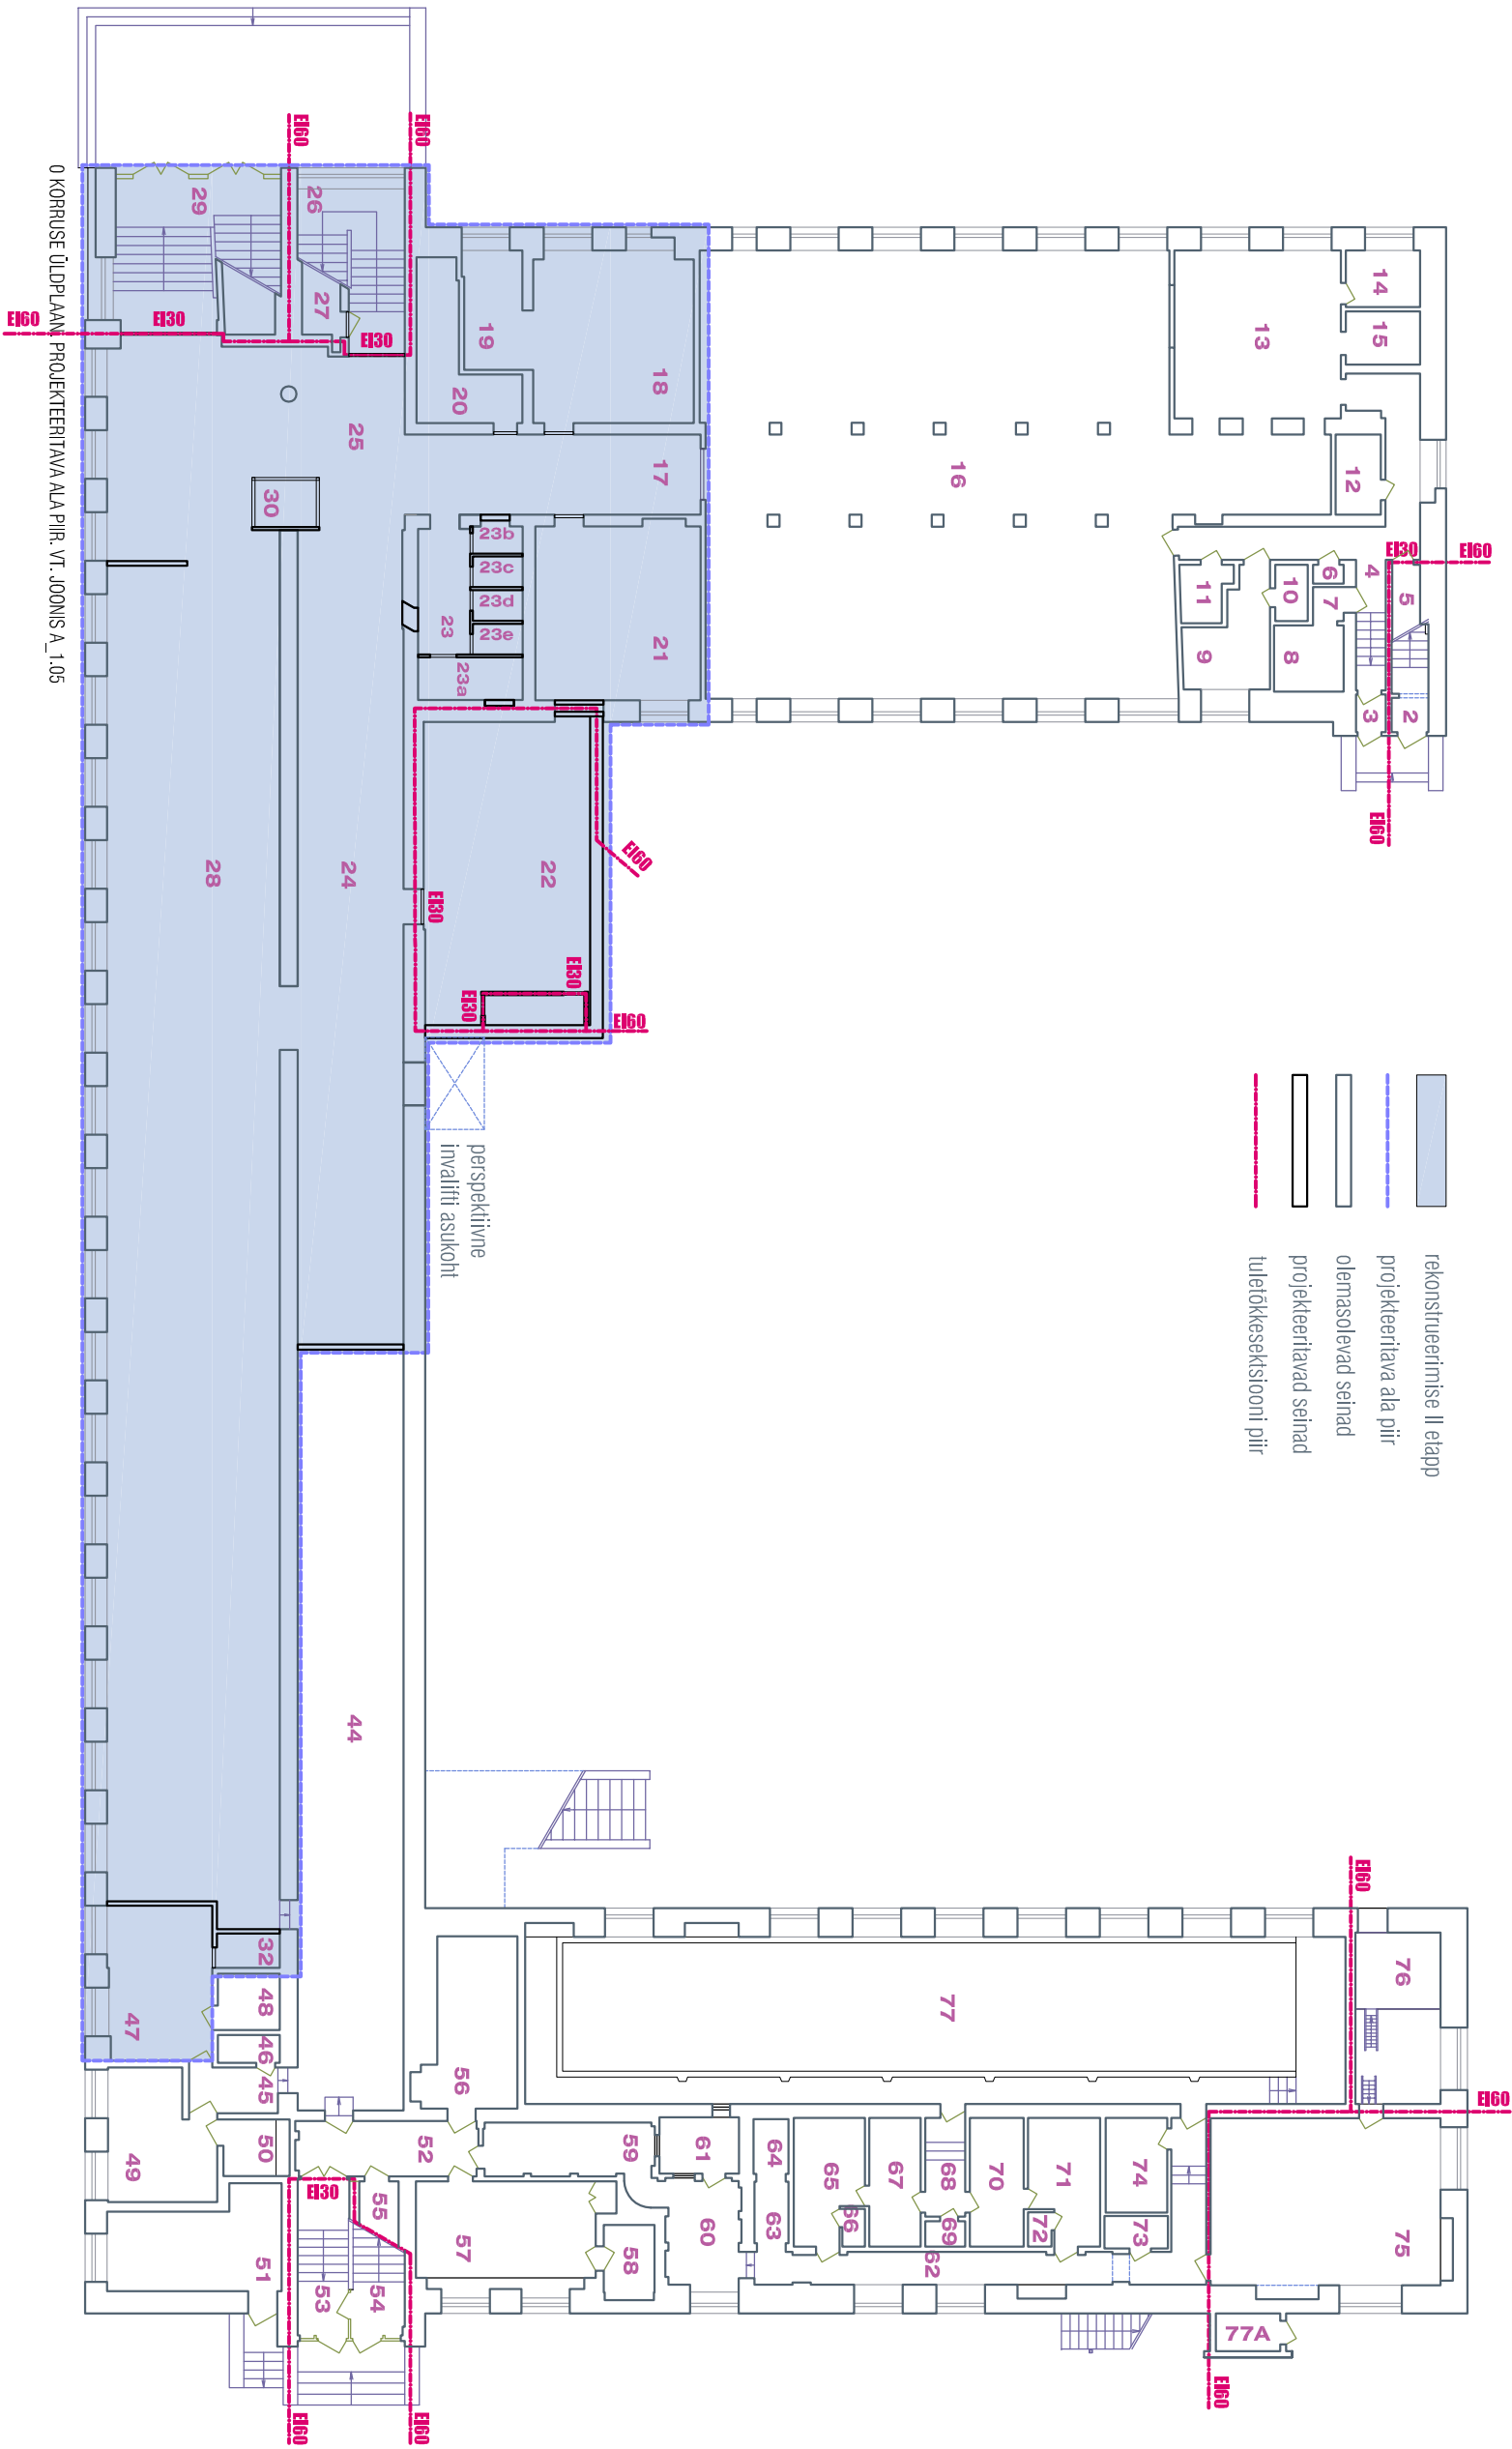 0 KORRUSE ÜLDPLAAN. PROJEKTEERITAVA ALA PIIR. VT. JOONIS A_1.05
rekonstrueerimise II etapp
projekteeritava ala piir
olemasolevad seinad
projekteeritavad seinad
tuletõkkesektsiooni piir
perspektiivne
invalifti asukoht
EI60
EI60
EI60
EI30
EI30
EI30
EI60
EI60
EI60
EI30
EI30
EI30
EI60
EI60
EI60
EI30
EI60
EI60
EI60
2
3
4
5
6
7
8
9
10
11
12
13
14
15
16
17
18
19
20
21
22
23
23a
23b
23c
23d
23e
24
25
26
27
28
29
30
32
44
45
46
47
48
49
50
51
52
53
54
55
56
57
58
59
60
61
62
63
64
65
66
67
68
69
70
71
72
73
74
75
76
77
77A